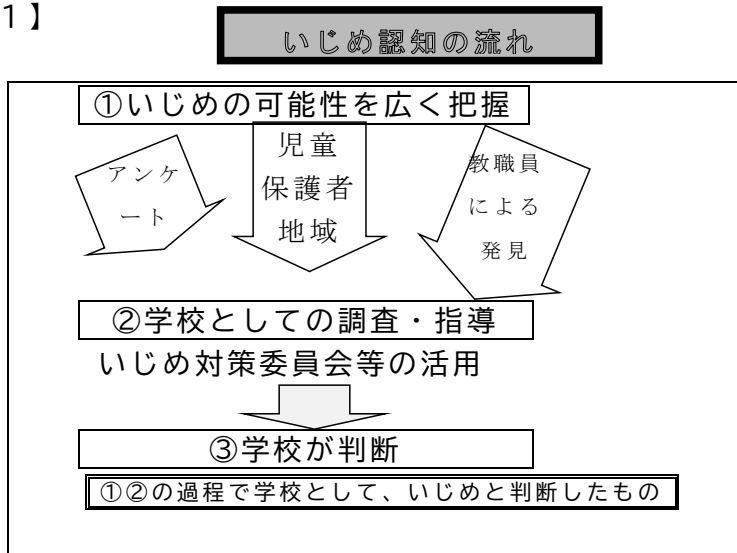 1】
いじめ認知の流れ
①いじめの可能性を広く把握
アンケ
ート
児童
保護者
地域
教職員
による
発見
②学校としての調査・指導
いじめ対策委員会等の活用
③学校が判断
①②の過程で学校として、いじめと判断したもの